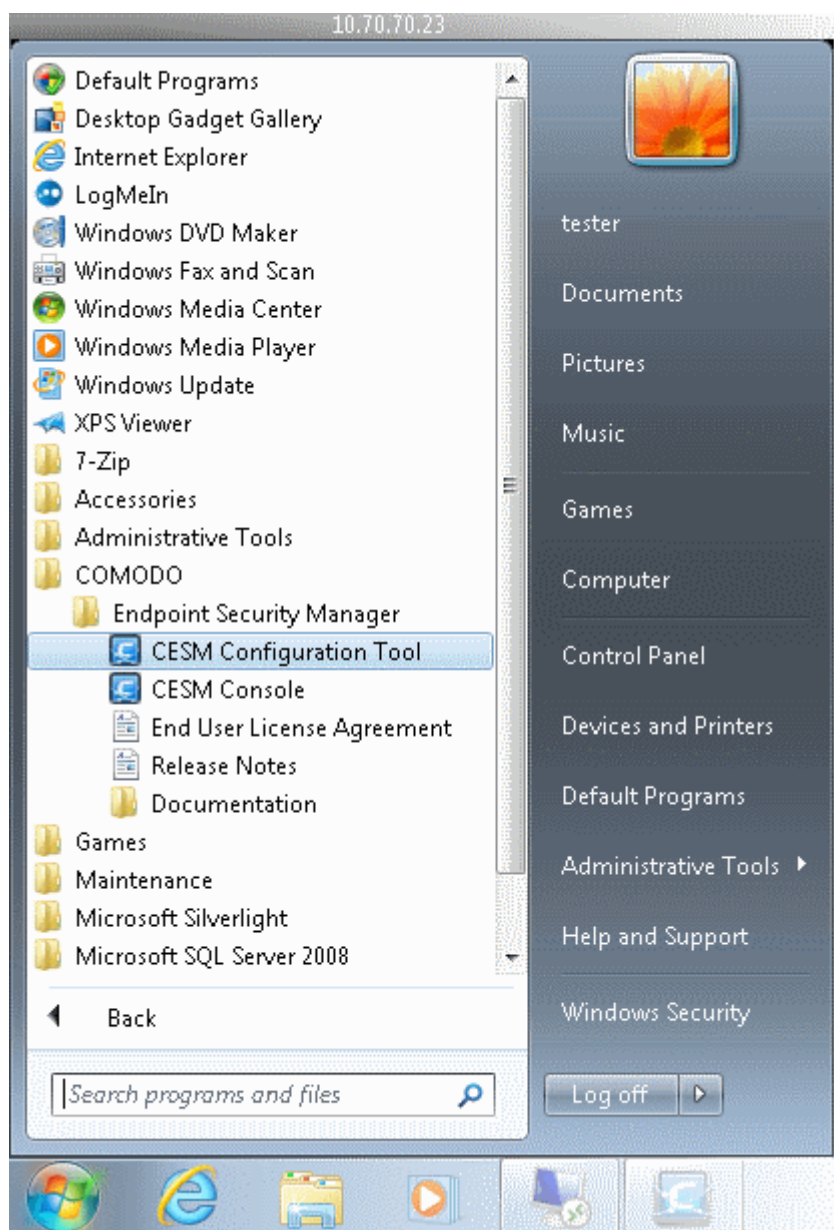 10.70.70.23
Default Programs
Desktop Gadget Gallery
Internet Explorer
LogMeIn
Windows DVD Maker
Windows Fax and Scan
Windows Media Center
Windows Media Player
Windows Update
XPS Viewer
7-Zip
Accessories
Administrative Tools
COMODO
Endpoint Security Manager
CESM Configuration Tool
CESM Console
End User License Agreement
Release Notes
Documentation
Games
Maintenance
Microsoft Silverlight
Microsoft SQL Server 2008
Back
Search programs and files
tester
Documents
Pictures
Music
Games
Computer
Control Panel
Devices and Printers
Default Programs
Administrative Tools
Help and Support
Windows Security
Log off